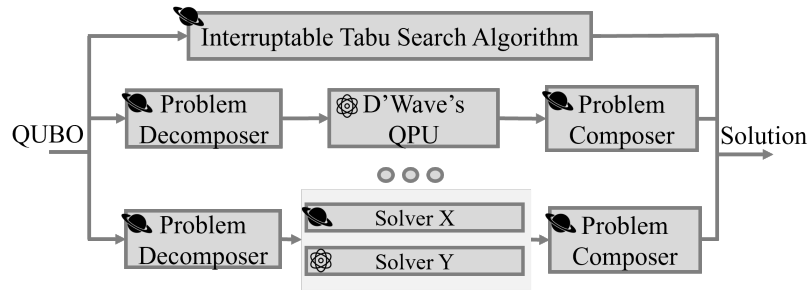 Interruptable Tabu Search Algorithm
Problem
Decomposer
D'Wave's
QPU
Problem
Composer
QUBO
Solution
Problem
Decomposer
Solver X
Solver Y
Problem
Composer